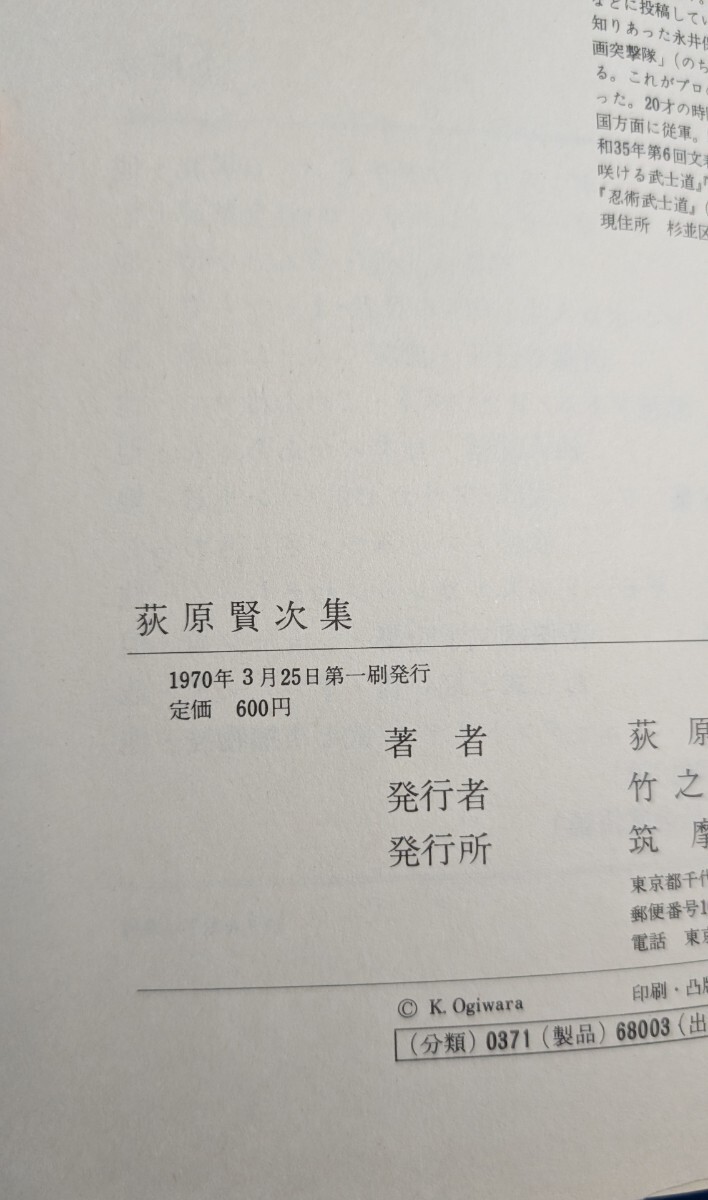 などに投稿してい
知りあった永井保
画突撃隊」（のち
る。これがプロの
った。20才の時
国方面に従軍。
和35年第6回文春
咲ける武士道』『
『忍術武士道』（
現住所 杉並区
荻原賢次集
1970年3月25日第一刷発行
定価 600円
著者 荻原
発行者 竹之
発行所 筑摩
東京都千代
郵便番号1
電話 東京
印刷・凸版
© K. Ogiwara
（分類）0371（製品）68003（出